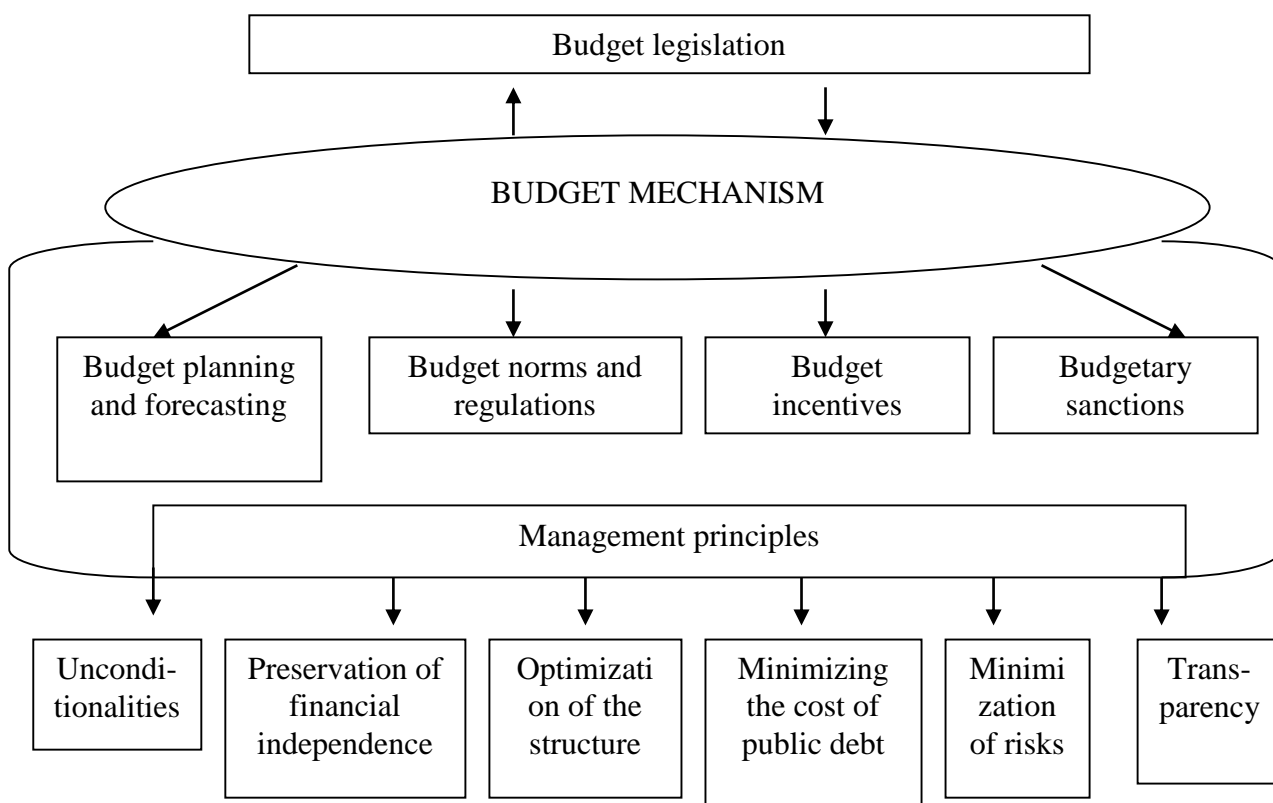 Budget legislation
BUDGET MECHANISM
Budget planning
and forecasting
Budget norms and
regulations
Budget
incentives
Budgetary
sanctions
Management principles
Uncondi-
tionalities
Preservation of
financial
independence
Optimizati
on of the
structure
Minimizing
the cost of
public debt
Minimi
zation
of risks
Trans-
parency